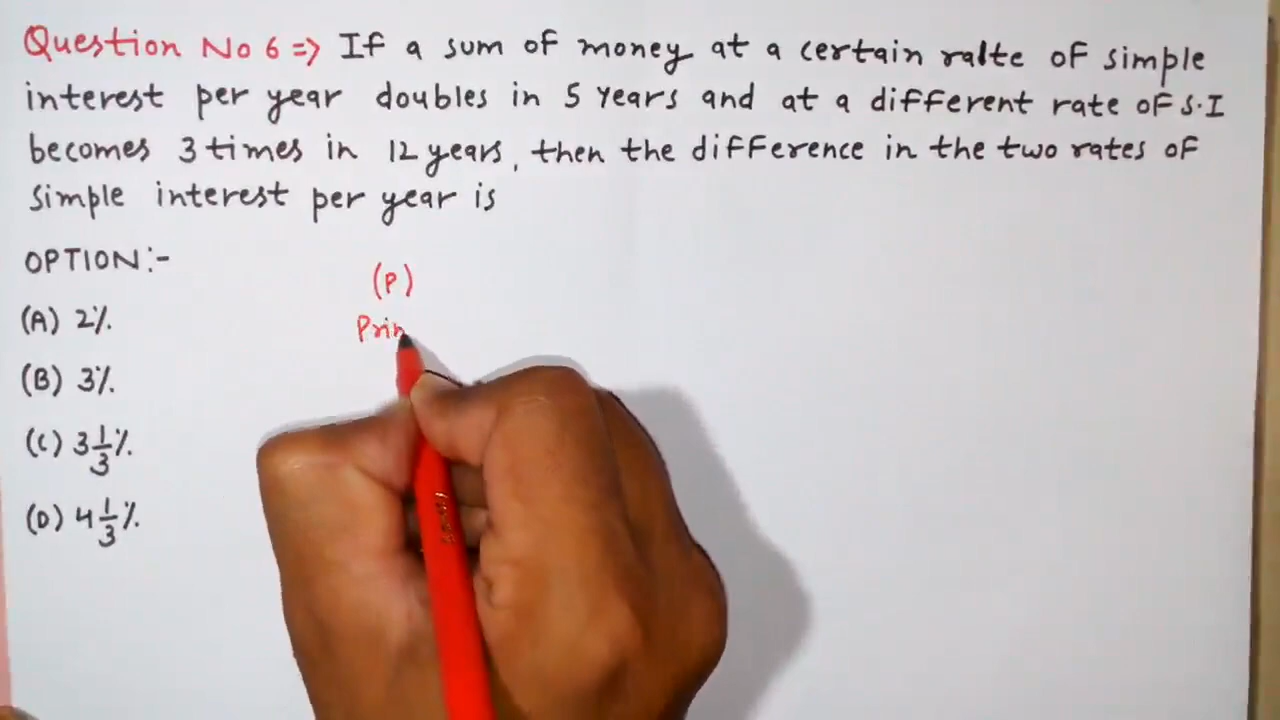 Question No 6 => If a sum of money at a certain ralte of simple
interest per year doubles in 5 Years and at a different rate of S.I
becomes 3 times in 12 years, then the difference in the two rates of
simple interest per year is
OPTION:-
(A) 2%.
(B) 3%.
(C) 3 1/3 %.
(D) 4 1/3 %.
(P)
Prin